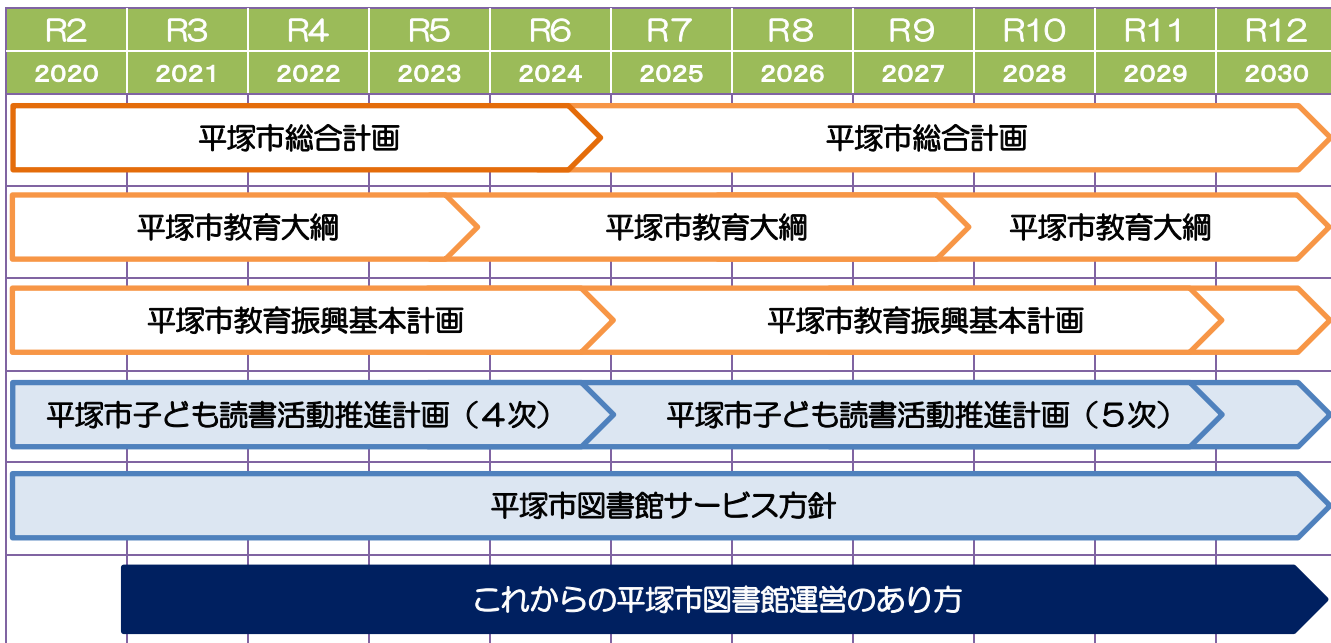 R2 R3 R4 R5 R6 R7 R8 R9 R10 R11 R12
2020 2021 2022 2023 2024 2025 2026 2027 2028 2029 2030
平塚市総合計画 平塚市総合計画
平塚市教育大綱 平塚市教育大綱 平塚市教育大綱
平塚市教育振興基本計画 平塚市教育振興基本計画
平塚市子ども読書活動推進計画（４次） 平塚市子ども読書活動推進計画（５次）
平塚市図書館サービス方針
これからの平塚市図書館運営のあり方